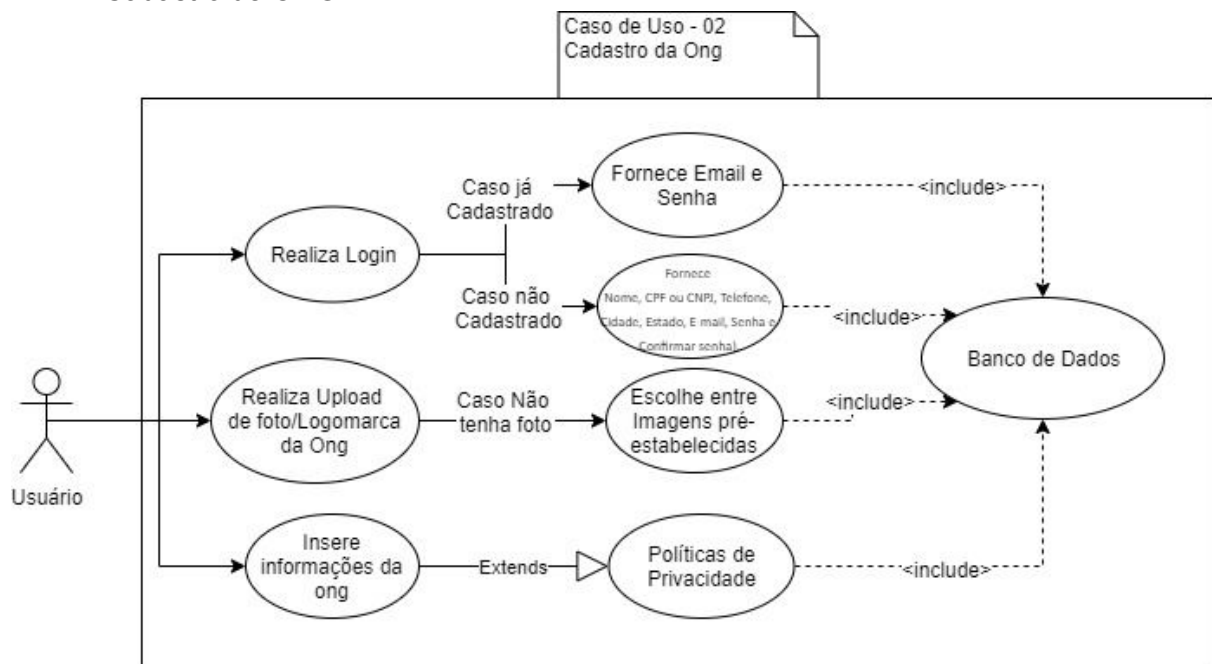 Caso de Uso - 02
Cadastro da Ong
Fornece Email e
Senha
<include>
Caso já
Cadastrado
Realiza Login
Caso não
Cadastrado
Fornece
Nome, CPF ou CNPJ, Telefone,
Cidade, Estado, E-mail, Senha e
Confirmar senha)
<include>
Banco de Dados
Realiza Upload
de foto/Logomarca
da Ong
Caso Não
tenha foto
Escolhe entre
Imagens pré-
estabelecidas
<include>
Usuário
Insere
informações da
ong
Extends
Políticas de
Privacidade
<include>